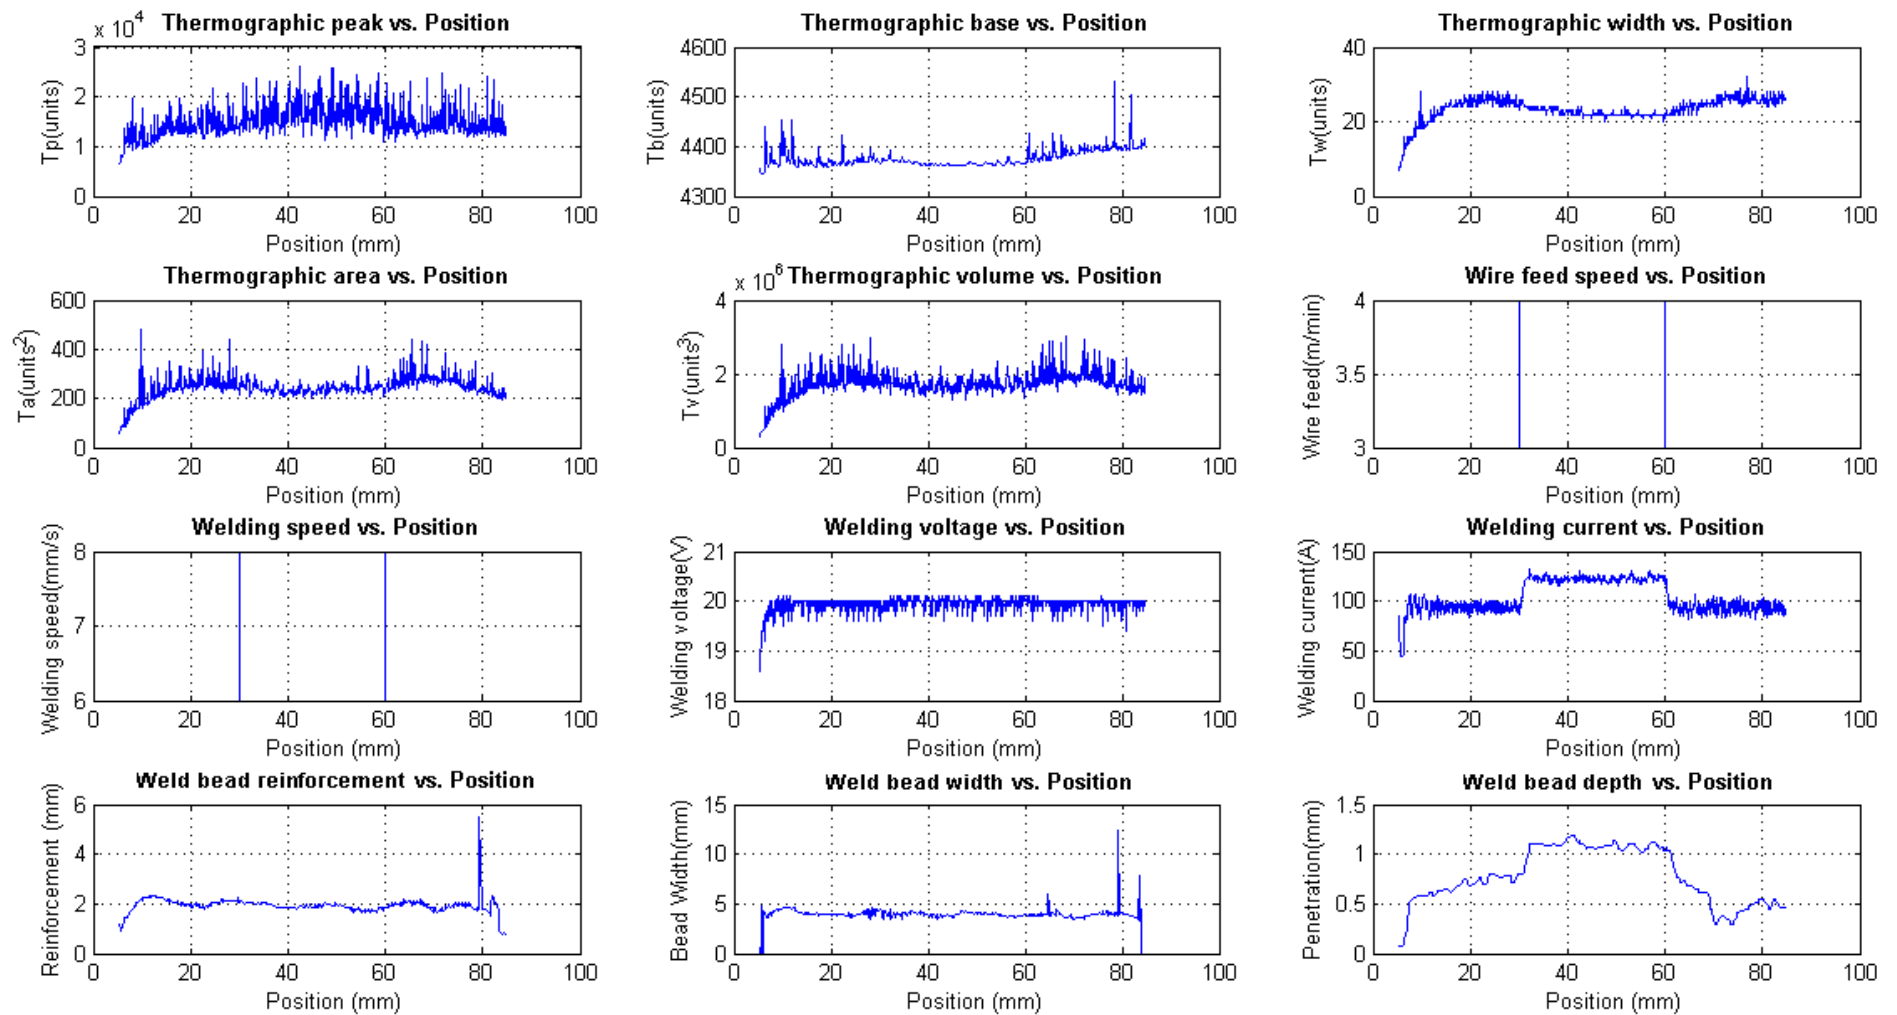 Thermographic peak vs. Position
x 10^4
Tp(units)
3
2
1
0
0 20 40 60 80 100
Position (mm)
Thermographic base vs. Position
Tb(units)
4600
4500
4400
4300
0 20 40 60 80 100
Position (mm)
Thermographic width vs. Position
Tw(units)
40
20
0
0 20 40 60 80 100
Position (mm)
Thermographic area vs. Position
Ta(units^2)
600
400
200
0
0 20 40 60 80 100
Position (mm)
Thermographic volume vs. Position
x 10^6
Tv(units^3)
4
2
0
0 20 40 60 80 100
Position (mm)
Wire feed speed vs. Position
Wire feed(m/min)
4
3.5
3
0 20 40 60 80 100
Position (mm)
Welding speed vs. Position
Welding speed(mm/s)
8
7
6
0 20 40 60 80 100
Position (mm)
Welding voltage vs. Position
Welding voltage(V)
21
20
19
18
0 20 40 60 80 100
Position (mm)
Welding current vs. Position
Welding current(A)
150
100
50
0
0 20 40 60 80 100
Position (mm)
Weld bead reinforcement vs. Position
Reinforcement (mm)
6
4
2
0
0 20 40 60 80 100
Position (mm)
Weld bead width vs. Position
Bead Width(mm)
15
10
5
0
0 20 40 60 80 100
Position (mm)
Weld bead depth vs. Position
Penetration(mm)
1.5
1
0.5
0
0 20 40 60 80 100
Position (mm)